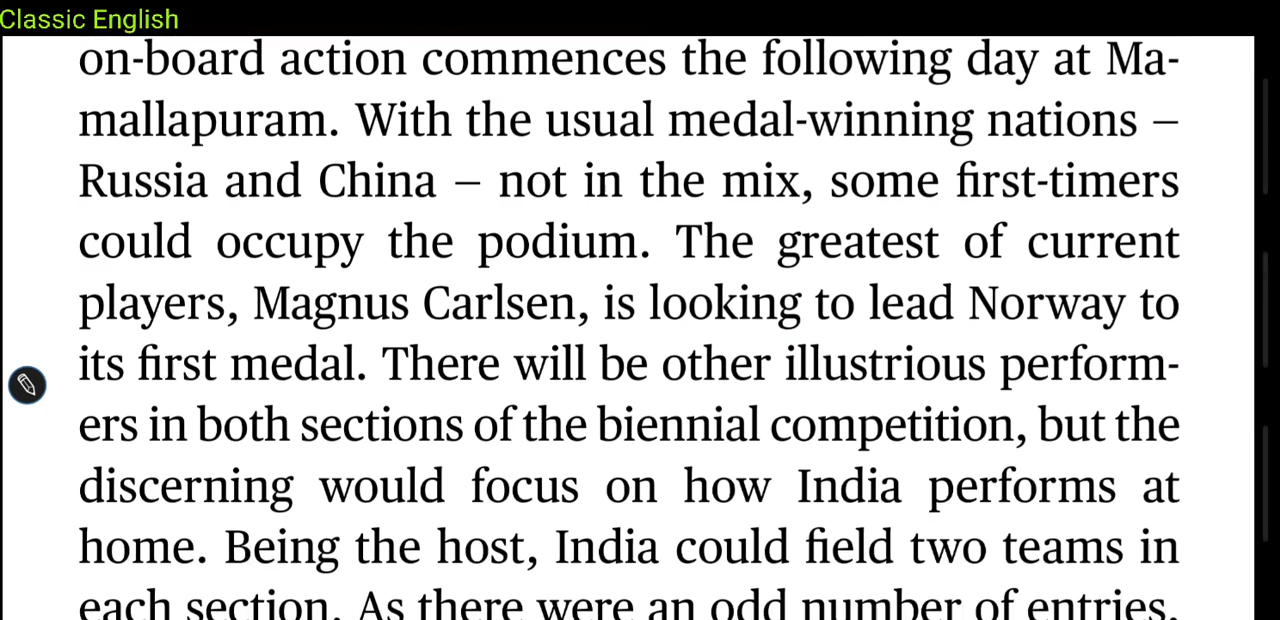 Classic English
on-board action commences the following day at Ma-
mallapuram. With the usual medal-winning nations –
Russia and China – not in the mix, some first-timers
could occupy the podium. The greatest of current
players, Magnus Carlsen, is looking to lead Norway to
its first medal. There will be other illustrious perform-
ers in both sections of the biennial competition, but the
discerning would focus on how India performs at
home. Being the host, India could field two teams in
each section. As there were an odd number of entries,